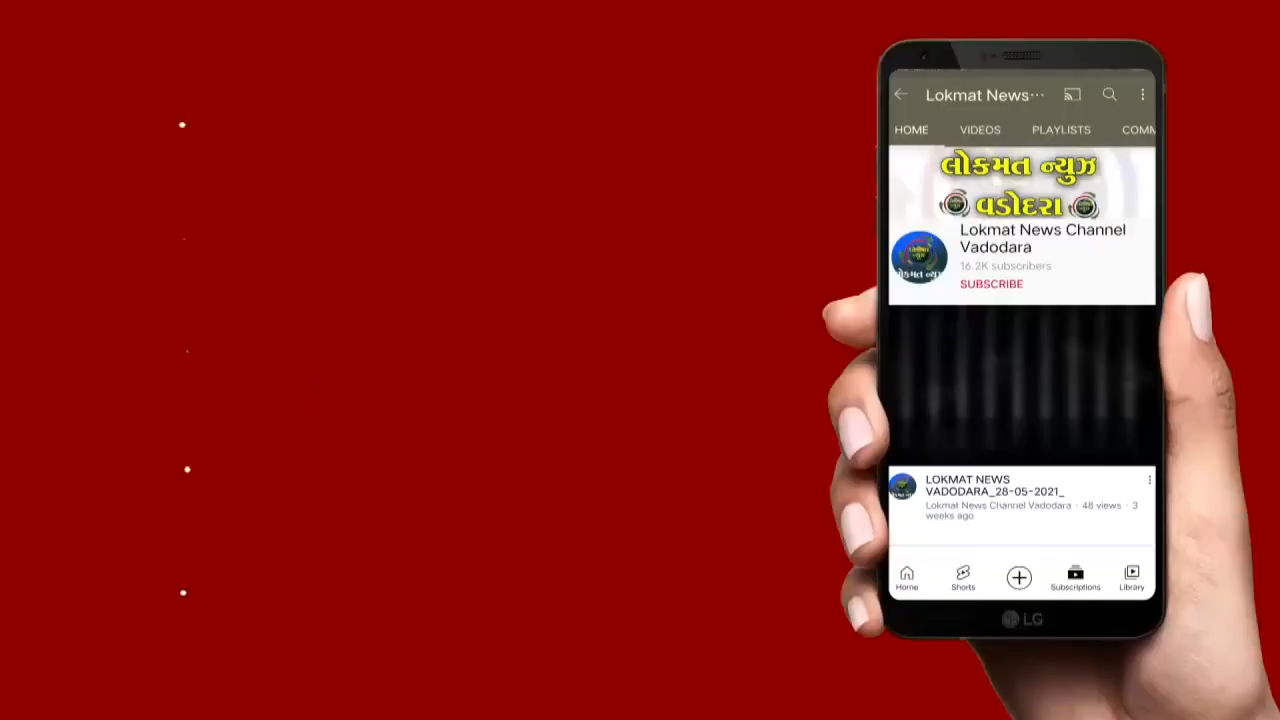 Lokmat News...
HOME VIDEOS PLAYLISTS COMM
લોકમત ન્યુઝ
વડોદરા
Lokmat News Channel
Vadodara
16.2K subscribers
SUBSCRIBE
LOKMAT NEWS
VADODARA_28-05-2021_
Lokmat News Channel Vadodara · 48 views · 3
weeks ago
Home Shorts Subscriptions Library
LG